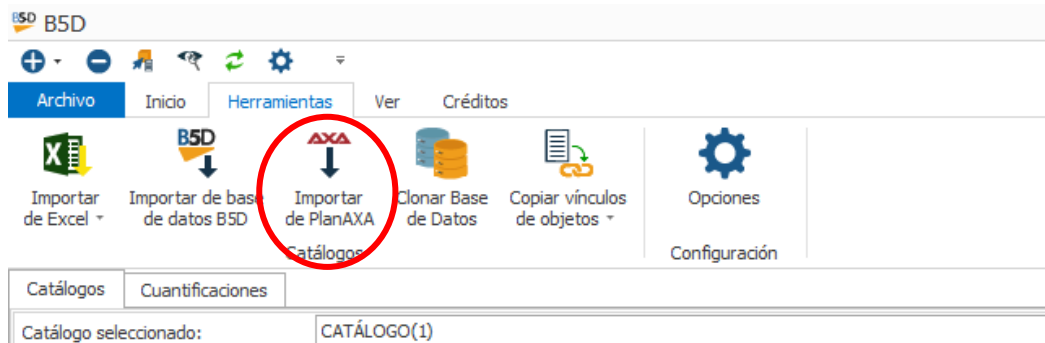 B5D B5D
Archivo Inicio Herramientas Ver Créditos
B5D AXA
Importar Importar de base Importar Clonar Base Copiar vínculos Opciones
de Excel de datos B5D de PlanAXA de Datos de objetos
Catálogos Configuración
Catálogos Cuantificaciones
Catálogo seleccionado: CATÁLOGO(1)